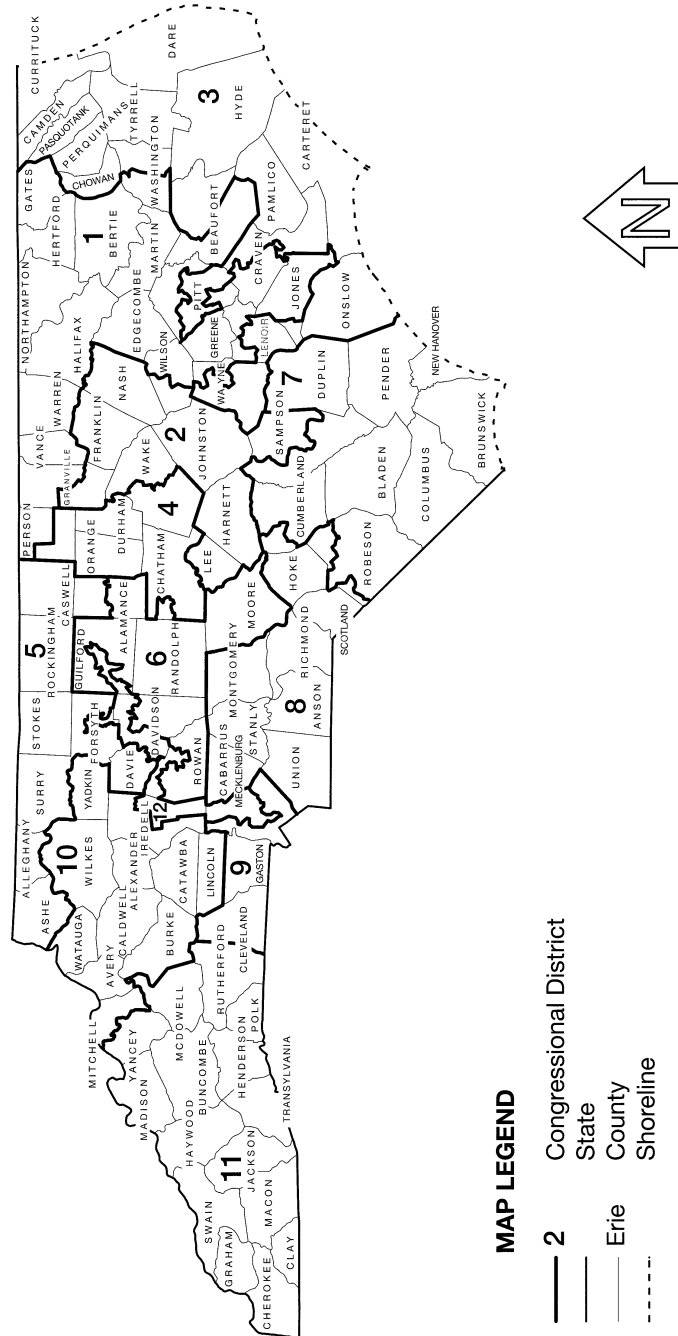 CURRITUCK
DARE
CAMDEN
PASQUOTANK
PERQUIMANS
TYRRELL
3
HYDE
GATES
CHOWAN
WASHINGTON
CARTERET
HERTFORD
1
BERTIE
MARTIN
BEAUFORT
PAMLICO
NORTHAMPTON
HALIFAX
EDGECOMBE
PITT
CRAVEN
JONES
ONSLOW
WARREN
NASH
WILSON
GREENE
LENOIR
VANCE
FRANKLIN
WAYNE
DUPLIN
7
PENDER
NEW HANOVER
GRANVILLE
WAKE
2
JOHNSTON
SAMPSON
PERSON
ORANGE
DURHAM
4
HARNETT
CUMBERLAND
BLADEN
COLUMBUS
BRUNSWICK
CASWELL
ALAMANCE
CHATHAM
LEE
HOKE
ROBESON
5
ROCKINGHAM
GUILFORD
6
RANDOLPH
MOORE
SCOTLAND
STOKES
FORSYTH
DAVIDSON
MONTGOMERY
RICHMOND
8
ANSON
SURRY
YADKIN
DAVIE
ROWAN
CABARRUS
STANLY
UNION
MECKLENBURG
ALLEGHANY
10
WILKES
IREDELL
12
ALEXANDER
CATAWBA
LINCOLN
9
GASTON
ASHE
WATAUGA
CALDWELL
BURKE
CLEVELAND
AVERY
RUTHERFORD
MITCHELL
YANCEY
MCDOWELL
POLK
MADISON
BUNCOMBE
HENDERSON
HAYWOOD
TRANSYLVANIA
11
JACKSON
SWAIN
MACON
GRAHAM
CHEROKEE
CLAY
N
MAP LEGEND
2 Congressional District
State
Erie County
Shoreline